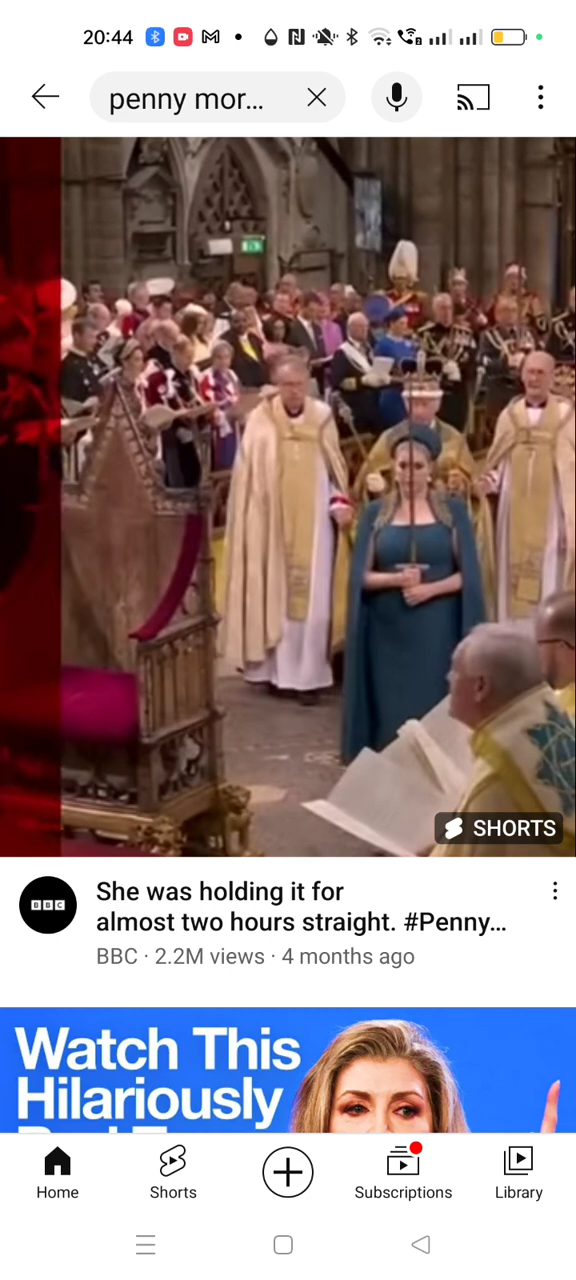 20:44
penny mor...
SHORTS
BBC
She was holding it for
almost two hours straight. #Penny...
BBC · 2.2M views · 4 months ago
Watch This
Hilariously
Home
Shorts
Subscriptions
Library